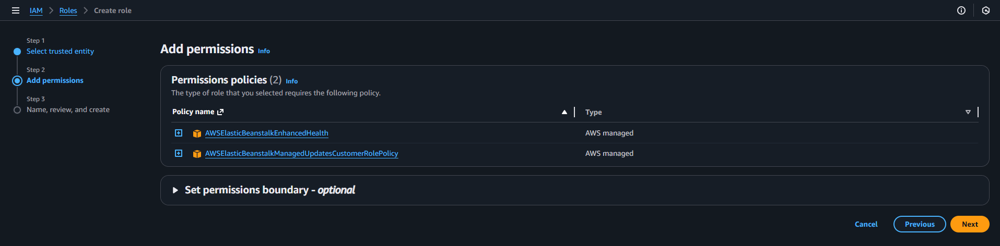 IAM > Roles > Create role
Step 1
Select trusted entity
Step 2
Add permissions
Step 3
Name, review, and create
Add permissions Info
Permissions policies (2) Info
The type of role that you selected requires the following policy.
Policy name Type
AWSElasticBeanstalkEnhancedHealth AWS managed
AWSElasticBeanstalkManagedUpdatesCustomerRolePolicy AWS managed
Set permissions boundary - optional
Cancel Previous Next